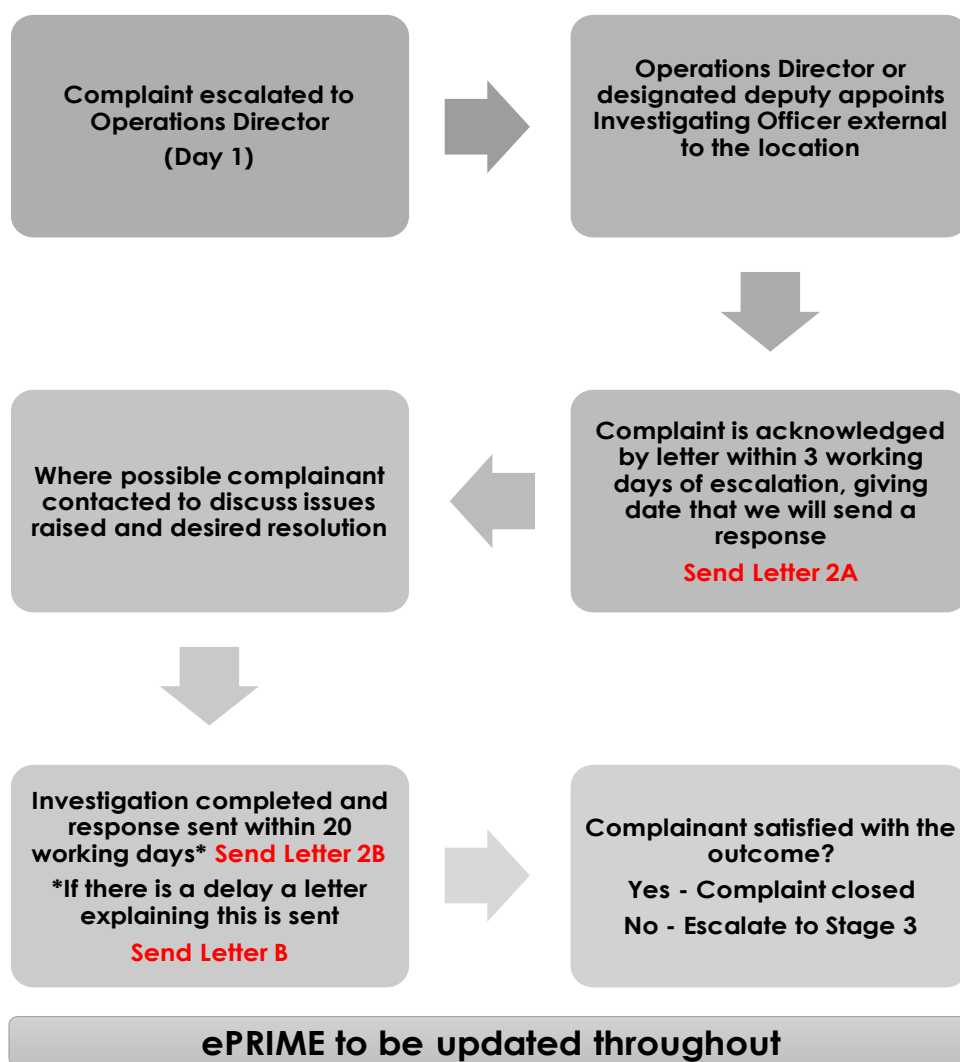 Complaint escalated to
Operations Director
(Day 1)
Operations Director or
designated deputy appoints
Investigating Officer external
to the location
Complaint is acknowledged
by letter within 3 working
days of escalation, giving
date that we will send a
response
Send Letter 2A
Where possible complainant
contacted to discuss issues
raised and desired resolution
Investigation completed and
response sent within 20
working days* Send Letter 2B
*If there is a delay a letter
explaining this is sent
Send Letter B
Complainant satisfied with the
outcome?
Yes - Complaint closed
No - Escalate to Stage 3
ePRIME to be updated throughout